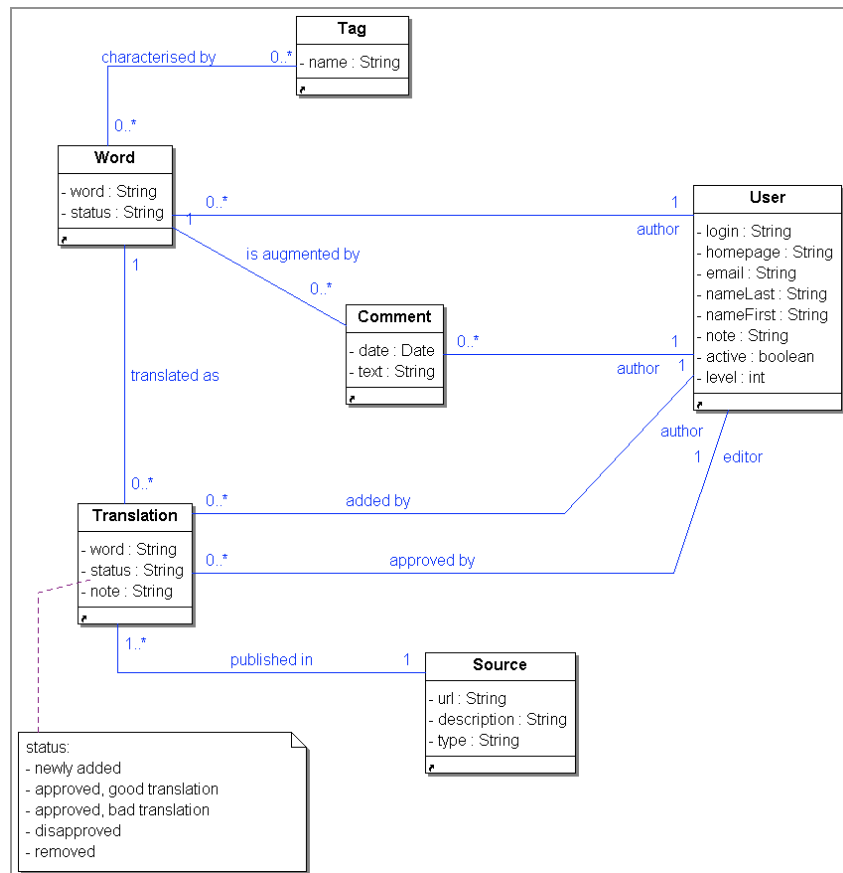 Tag
- name : String
characterised by
0..*
0..*
Word
- word : String
- status : String
0..*
1
author
1
is augmented by
0..*
User
- login : String
- homepage : String
- email : String
- nameLast : String
- nameFirst : String
- note : String
- active : boolean
- level : int
Comment
- date : Date
- text : String
0..*
1
author
1
translated as
0..*
1
author
1
editor
Translation
- word : String
- status : String
- note : String
0..*
added by
0..*
approved by
1..*
published in
1
Source
- url : String
- description : String
- type : String
status:
- newly added
- approved, good translation
- approved, bad translation
- disapproved
- removed